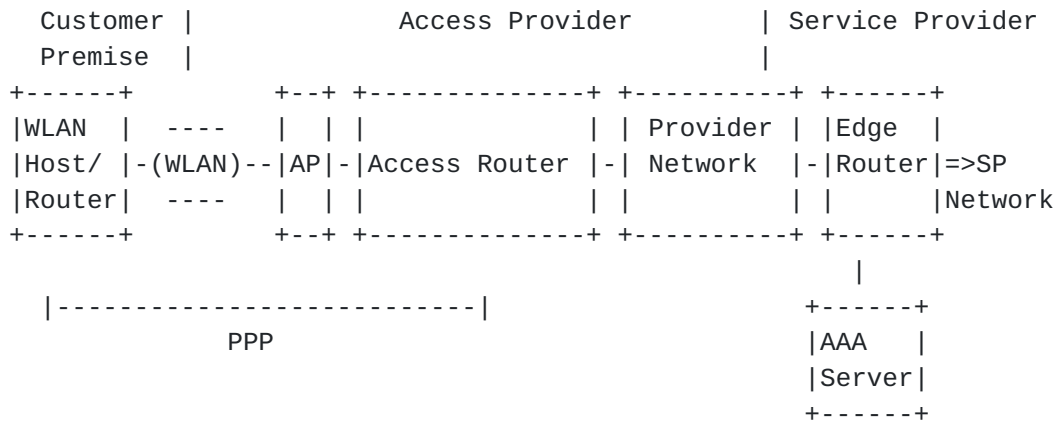 Customer |             Access Provider        | Service Provider
Premise  |                                    |
+------+         +--+ +--------------+ +----------+ +------+
|WLAN  |  ----   |  | |              | | Provider | |Edge  |
|Host/ |-(WLAN)--|AP|-|Access Router |-| Network  |-|Router|=>SP
|Router|  ----   |  | |              | |          | |      |Network
+------+         +--+ +--------------+ +----------+ +------+
                                                      |
  |---------------------------|                    +------+
              PPP                                  |AAA   |
                                                   |Server|
                                                   +------+